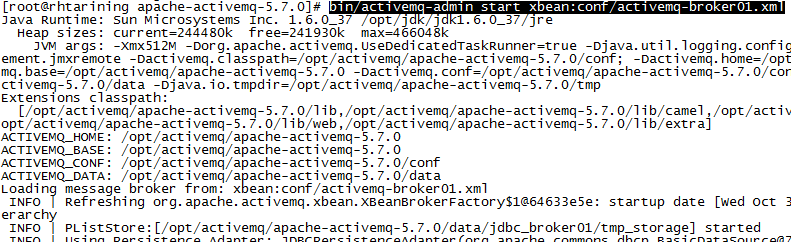 [root@rhtarining apache-activemq-5.7.0]# bin/activemq-admin start xbean:conf/activemq-broker01.xml
Java Runtime: Sun Microsystems Inc. 1.6.0_37 /opt/jdk/jdk1.6.0_37/jre
Heap sizes: current=244480k free=241930k max=466048k
JVM args: -Xmx512M -Dorg.apache.activemq.UseDedicatedTaskRunner=true -Djava.util.logging.config
ement.jmxremote -Dactivemq.classpath=/opt/activemq/apache-activemq-5.7.0/conf; -Dactivemq.home=/opt
mq.base=/opt/activemq/apache-activemq-5.7.0 -Dactivemq.conf=/opt/activemq/apache-activemq-5.7.0/con
ctivemq-5.7.0/data -Djava.io.tmpdir=/opt/activemq/apache-activemq-5.7.0/tmp
Extensions classpath:
[/opt/activemq/apache-activemq-5.7.0/lib,/opt/activemq/apache-activemq-5.7.0/lib/camel,/opt/activ
opt/activemq/apache-activemq-5.7.0/lib/web,/opt/activemq/apache-activemq-5.7.0/lib/extra]
ACTIVEMQ_HOME: /opt/activemq/apache-activemq-5.7.0
ACTIVEMQ_BASE: /opt/activemq/apache-activemq-5.7.0
ACTIVEMQ_CONF: /opt/activemq/apache-activemq-5.7.0/conf
ACTIVEMQ_DATA: /opt/activemq/apache-activemq-5.7.0/data
Loading message broker from: xbean:conf/activemq-broker01.xml
INFO | Refreshing org.apache.activemq.xbean.XBeanBrokerFactory$1@64633e5e: startup date [Wed Oct 3
erarchy
INFO | PListStore:[/opt/activemq/apache-activemq-5.7.0/data/jdbc_broker01/tmp_storage] started
INFO | Using Persistence Adapter: JDBCPersistenceAdapter(org.apache.commons.dbcp.BasicDataSource@7